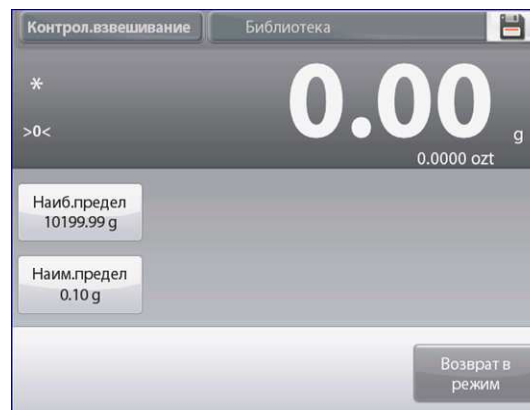 Контрол.взвешивание Библиотека
*
0.00
>0<
g
0.0000 ozt
Наиб.предел
10199.99 g
Наим.предел
0.10 g
Возврат в
режим